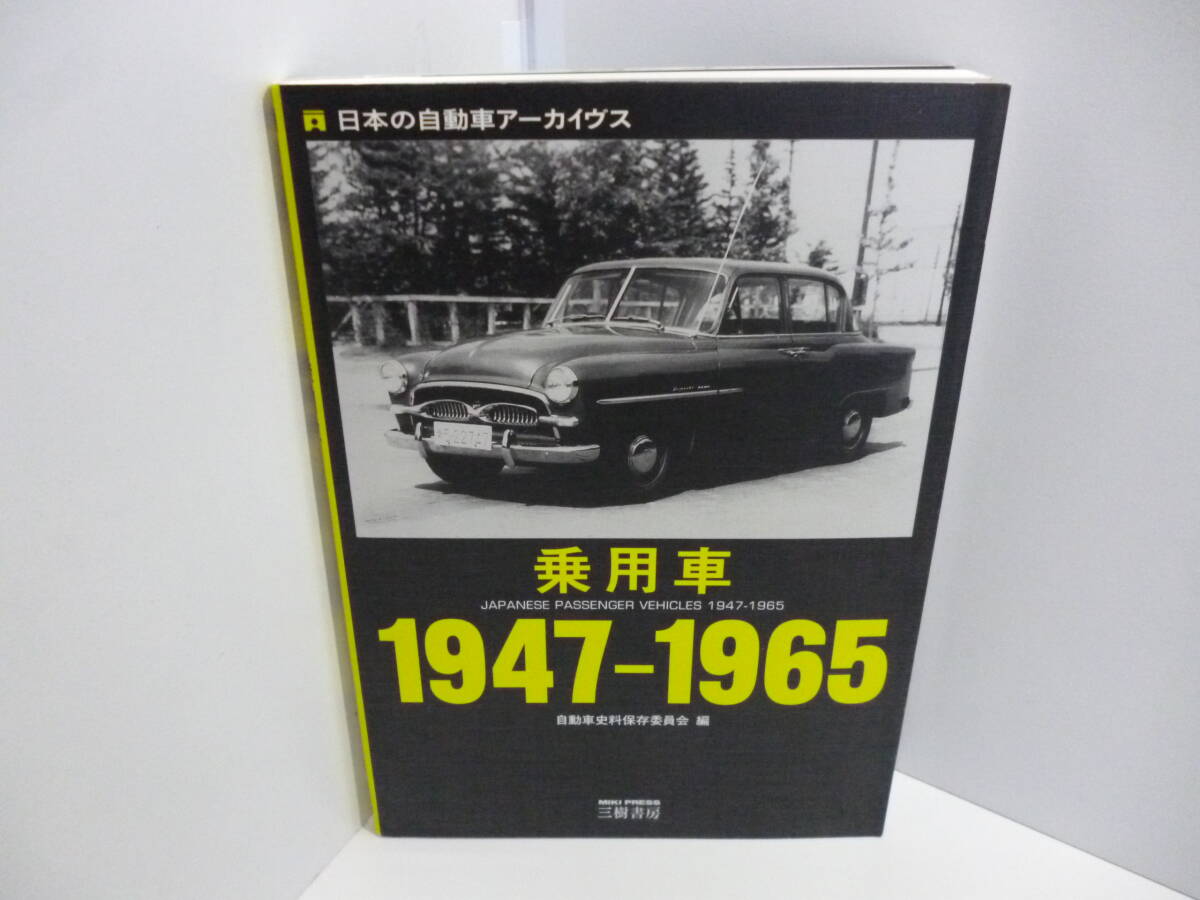 日本の自動車アーカイヴス
乗用車
JAPANESE PASSENGER VEHICLES 1947-1965
1947-1965
自動車史料保存委員会 編
MIKI PRESS
三樹書房